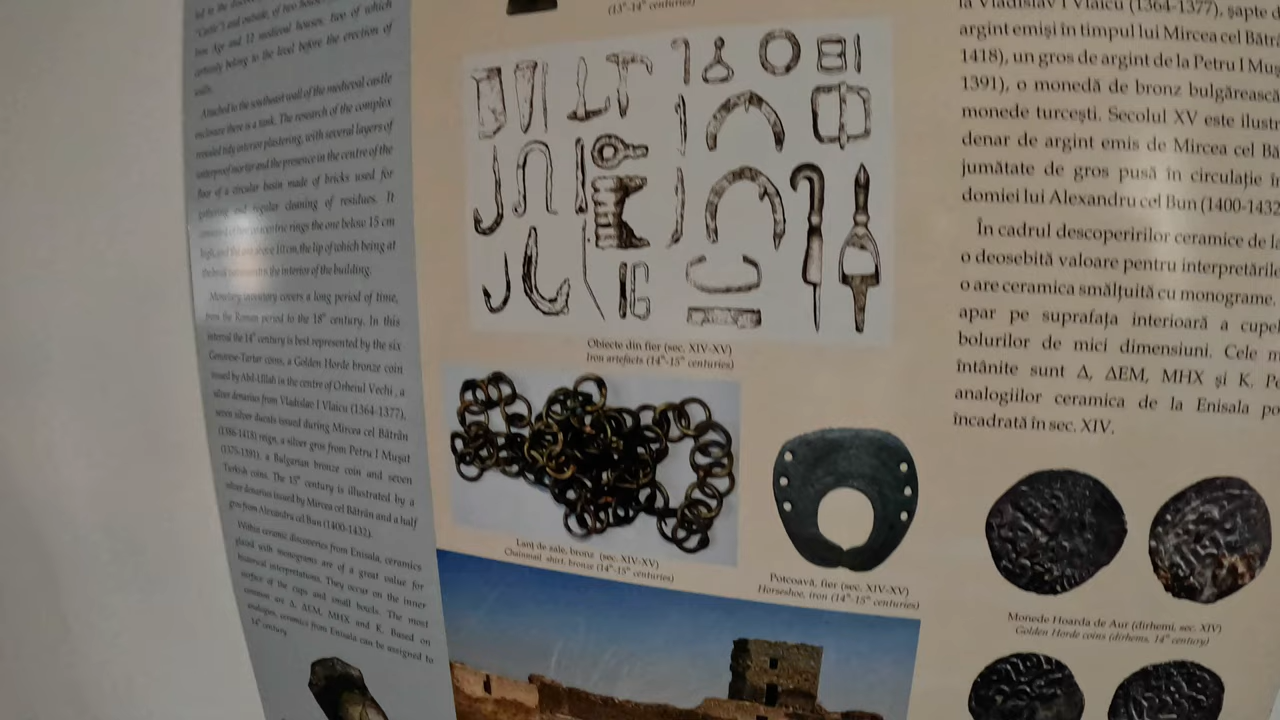 "Castle") and outside, of two houses
Iron Age and 11 medieval houses, two of which
certainly belong to the level before the erection of
walls.
Attached to the southeast wall of the medieval castle
enclosure there is a tank. The research of the complex
revealed tidy interior plastering, with several layers of
waterproof mortar and the presence in the centre of the
floor of a circular basin made of bricks used for
gathering and regular cleaning of residues. It
consisted of two concentric rings the one below 15 cm
high, and the one above 10 cm, the lip of which being at
the interior of the building.
Monetary inventory covers a long period of time,
from the Roman period to the 18th century. In this
interval the 14th century is best represented by the six
Genovese-Tartar coins, a Golden Horde bronze coin
issued by Abd-Ullah in the centre of Orheiul Vechi, a
silver denarius from Vladislav I Vlaicu (1364-1377),
seven silver ducats issued during Mircea cel Bătrân
(1386-1418) reign, a silver gros from Petru I Mușat
(1375-1391), a Bulgarian bronze coin and seven
Turkish coins. The 15th century is illustrated by a
silver denarius issued by Mircea cel Bătrân and a half
gros from Alexandru cel Bun (1400-1432).
Within ceramic discoveries from Enisala, ceramics
glazed with monograms are of a great value for
historical interpretations. They occur on the inner
surface of the cups and small bowls. The most
common are Δ, ΔEM, MHX and K. Based on
analogies, ceramics from Enisala can be assigned to
14th century.
(13th-14th centuries)
Obiecte din fier (sec. XIV-XV)
Iron artefacts (14th-15th centuries)
Lanț de zale, bronz (sec. XIV-XV)
Chainmail shirt, bronze (14th-15th centuries)
Potcoavă, fier (sec. XIV-XV)
Horseshoe, iron (14th-15th centuries)
la Vladislav I Vlaicu (1364-1377), șapte d
argint emiși în timpul lui Mircea cel Bătr
1418), un gros de argint de la Petru I Muș
1391), o monedă de bronz bulgărească
monede turcești. Secolul XV este ilustr
denar de argint emis de Mircea cel Bă
jumătate de gros pusă în circulație în
domiei lui Alexandru cel Bun (1400-1432
În cadrul descoperirilor ceramice de la
o deosebită valoare pentru interpretările
o are ceramica smălțuită cu monograme.
apar pe suprafața interioară a cupel
bolurilor de mici dimensiuni. Cele m
întânite sunt Δ, ΔEM, MHX și K. Pe
analogiilor ceramica de la Enisala po
încadrată în sec. XIV.
Monede Hoarda de Aur (dirhemi, sec. XIV)
Golden Horde coins (dirhems, 14th century)